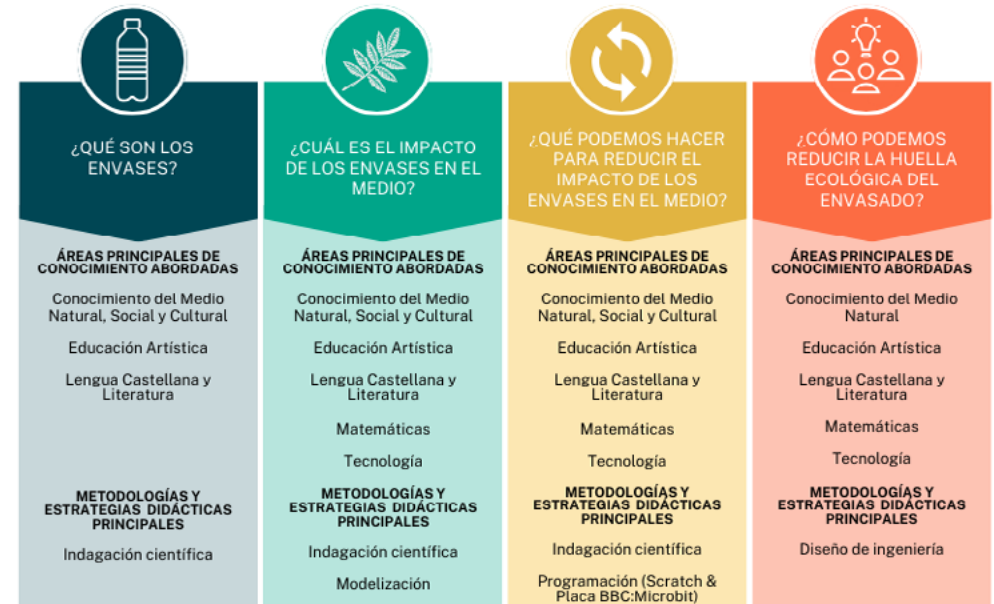 ¿QUÉ SON LOS
ENVASES?
ÁREAS PRINCIPALES DE
CONOCIMIENTO ABORDADAS
Conocimiento del Medio
Natural, Social y Cultural
Educación Artística
Lengua Castellana y
Literatura
METODOLOGÍAS Y
ESTRATEGIAS DIDÁCTICAS
PRINCIPALES
Indagación científica
¿CUÁL ES EL IMPACTO
DE LOS ENVASES EN EL
MEDIO?
ÁREAS PRINCIPALES DE
CONOCIMIENTO ABORDADAS
Conocimiento del Medio
Natural, Social y Cultural
Educación Artística
Lengua Castellana y
Literatura
Matemáticas
Tecnología
METODOLOGÍAS Y
ESTRATEGIAS DIDÁCTICAS
PRINCIPALES
Indagación científica
Modelización
¿QUÉ PODEMOS HACER
PARA REDUCIR EL
IMPACTO DE LOS
ENVASES EN EL MEDIO?
ÁREAS PRINCIPALES DE
CONOCIMIENTO ABORDADAS
Conocimiento del Medio
Natural, Social y Cultural
Educación Artística
Lengua Castellana y
Literatura
Matemáticas
Tecnología
METODOLOGÍAS Y
ESTRATEGIAS DIDÁCTICAS
PRINCIPALES
Indagación científica
Programación (Scratch &
Placa BBC:Microbit)
¿CÓMO PODEMOS
REDUCIR LA HUELLA
ECOLÓGICA DEL
ENVASADO?
ÁREAS PRINCIPALES DE
CONOCIMIENTO ABORDADAS
Conocimiento del Medio
Natural
Educación Artística
Lengua Castellana y
Literatura
Matemáticas
Tecnología
METODOLOGÍAS Y
ESTRATEGIAS DIDÁCTICAS
PRINCIPALES
Diseño de ingeniería